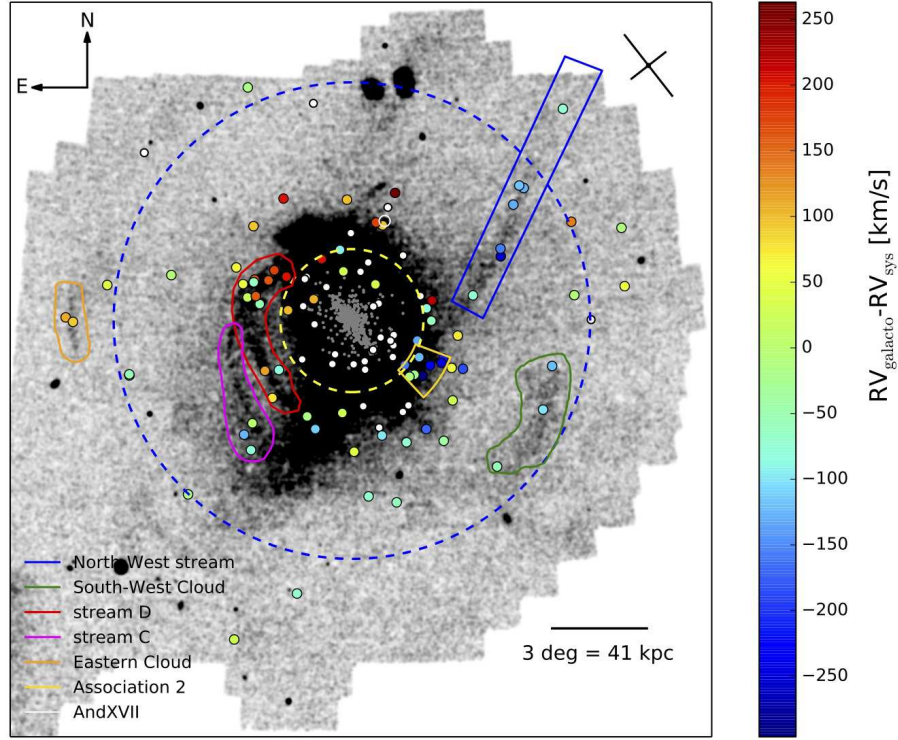 N
E
North-West stream
South-West Cloud
stream D
stream C
Eastern Cloud
Association 2
AndXVII
3 deg = 41 kpc
250
200
150
100
50
0
−50
−100
−150
−200
−250
RVgalacto-RVsys [km/s]